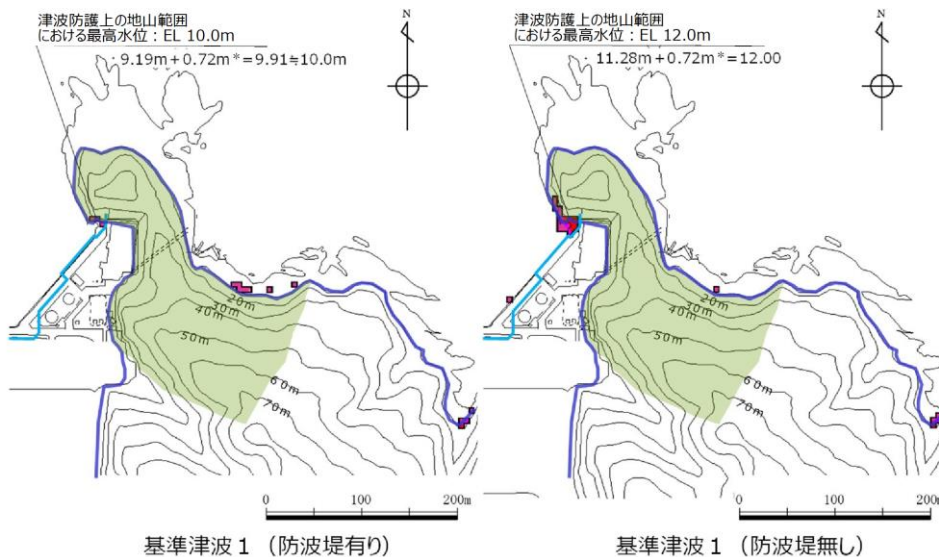 津波防護上の地山範囲
における最高水位：EL 10.0m
9.19m＋0.72m*＝9.91≒10.0m
N
20m
30m
40m
50m
60m
70m
0 100 200m
基準津波１（防波堤有り）
津波防護上の地山範囲
における最高水位：EL 12.0m
11.28m＋0.72m*＝12.00
N
20m
30m
40m
50m
60m
70m
0 100 200m
基準津波１（防波堤無し）